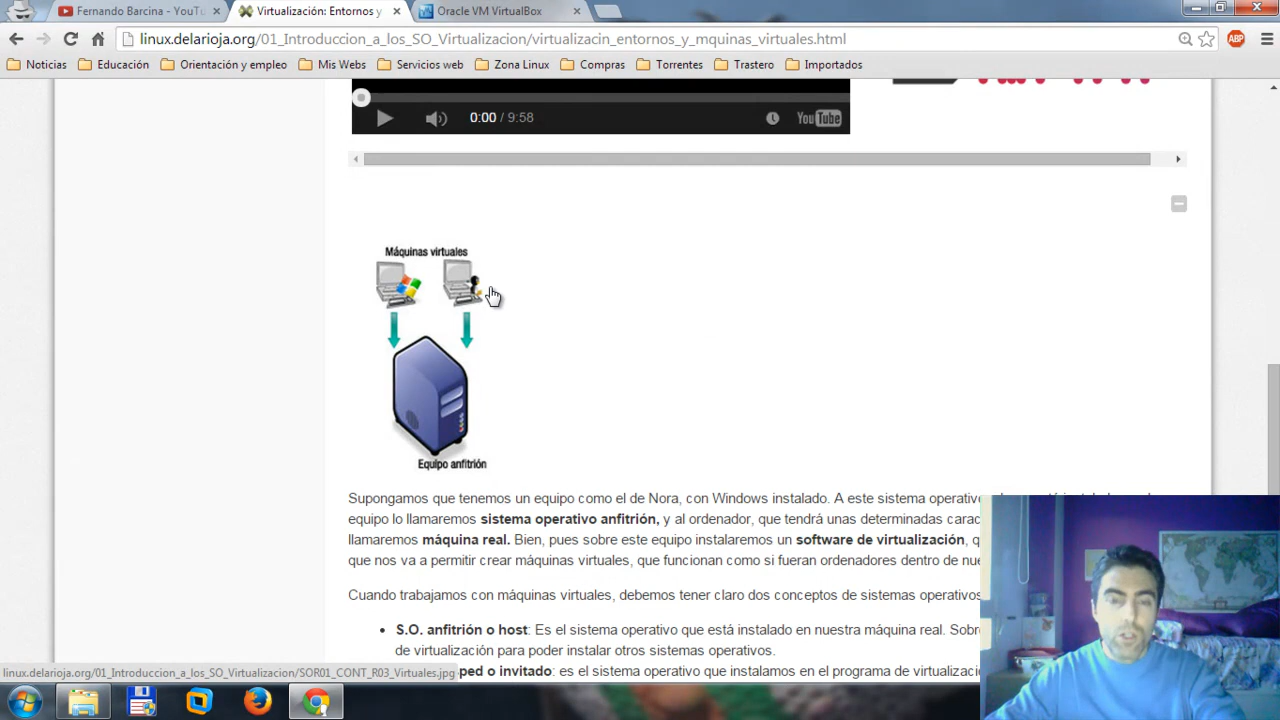 Fernando Barcina - YouTu
Virtualización: Entornos y
Oracle VM VirtualBox
linux.delarioja.org/01_Introduccion_a_los_SO_Virtualizacion/virtualizacin_entornos_y_mquinas_virtuales.html
ABP
Noticias
Educación
Orientación y empleo
Mis Webs
Servicios web
Zona Linux
Compras
Torrentes
Trastero
Importados
0:00 / 9:58
YouTube
Máquinas virtuales
Equipo anfitrión
Supongamos que tenemos un equipo como el de Nora, con Windows instalado. A este sistema operativo
equipo lo llamaremos sistema operativo anfitrión, y al ordenador, que tendrá unas determinadas carac
llamaremos máquina real. Bien, pues sobre este equipo instalaremos un software de virtualización, q
que nos va a permitir crear máquinas virtuales, que funcionan como si fueran ordenadores dentro de nue
Cuando trabajamos con máquinas virtuales, debemos tener claro dos conceptos de sistemas operativos
• S.O. anfitrión o host: Es el sistema operativo que está instalado en nuestra máquina real. Sobr
de virtualización para poder instalar otros sistemas operativos.
ped o invitado: es el sistema operativo que instalamos en el programa de virtualizació
linux.delarioja.org/01_Introduccion_a_los_SO_Virtualizacion/SOR01_CONT_R03_Virtuales.jpg